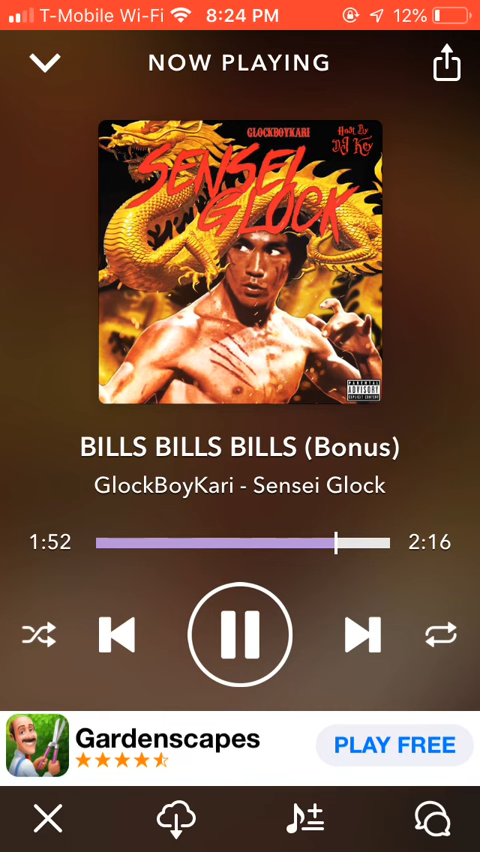 T-Mobile Wi-Fi 8:24 PM 12%
NOW PLAYING
GLOCKBOYKARI
Host By
DJ Key
SENSEI
GLOCK
PARENTAL
ADVISORY
EXPLICIT CONTENT
BILLS BILLS BILLS (Bonus)
GlockBoyKari - Sensei Glock
1:52 2:16
Gardenscapes
PLAY FREE